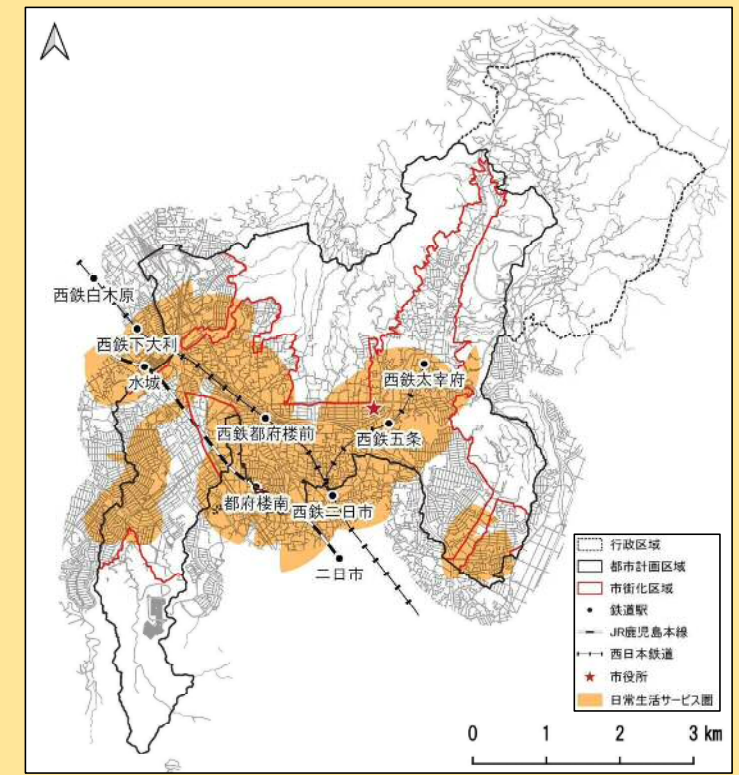 西鉄白木原
西鉄下大利
水城
西鉄太宰府
西鉄都府楼前
西鉄五条
都府楼南
西鉄二日市
二日市
行政区域
都市計画区域
市街化区域
鉄道駅
JR鹿児島本線
西日本鉄道
市役所
日常生活サービス圏
0 1 2 3 km